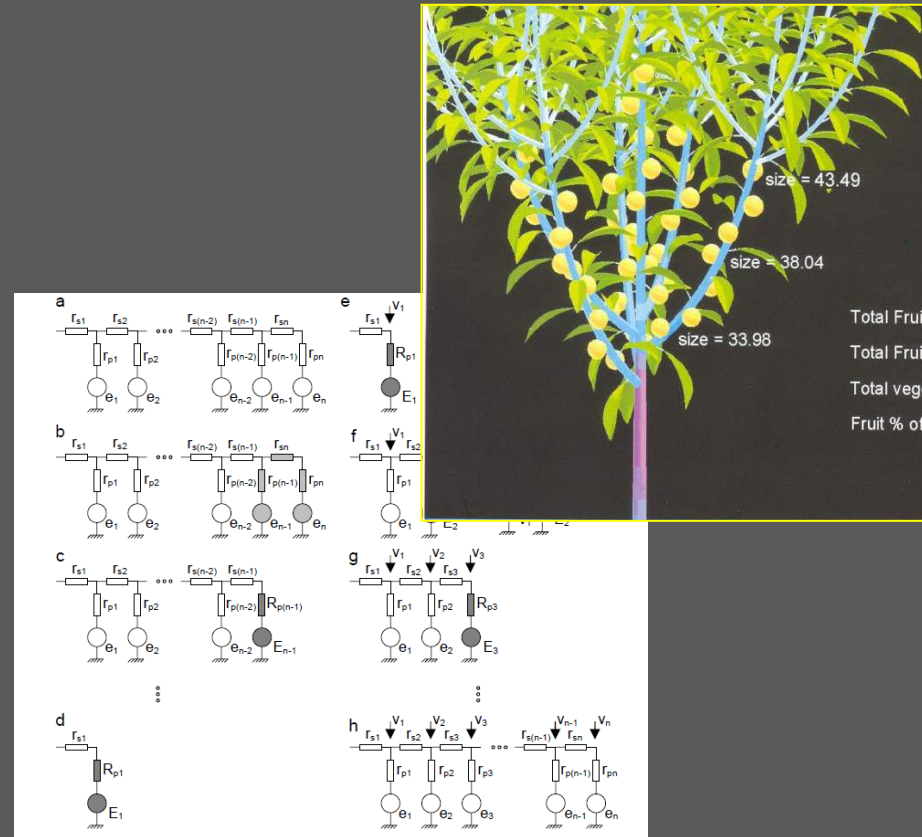 size = 43.49
size = 38.04
size = 33.98
Total Frui
Total Frui
Total veg
Fruit % of
a
rs1 rs2 rs(n-2) rs(n-1) rsn
rp1 rp2 rp(n-2) rp(n-1) rpn
e1 e2 en-2 en-1 en
b
rs1 rs2 rs(n-2) rs(n-1) rsn
rp1 rp2 rp(n-2) rp(n-1) rpn
e1 e2 en-2 en-1 en
c
rs1 rs2 rs(n-2) rs(n-1)
rp1 rp2 rp(n-2) Rp(n-1)
e1 e2 en-2 En-1
d
rs1
Rp1
E1
e
v1
rs1
Rp1
E1
f
v1
rs1 rs2
rp1
e1 E2
g
v1 v2 v3
rs1 rs2 rs3
rp1 rp2 Rp3
e1 e2 E3
h
v1 v2 v3 vn-1 vn
rs1 rs2 rs3 rs(n-1) rsn
rp1 rp2 rp3 rp(n-1) rpn
e1 e2 e3 en-1 en